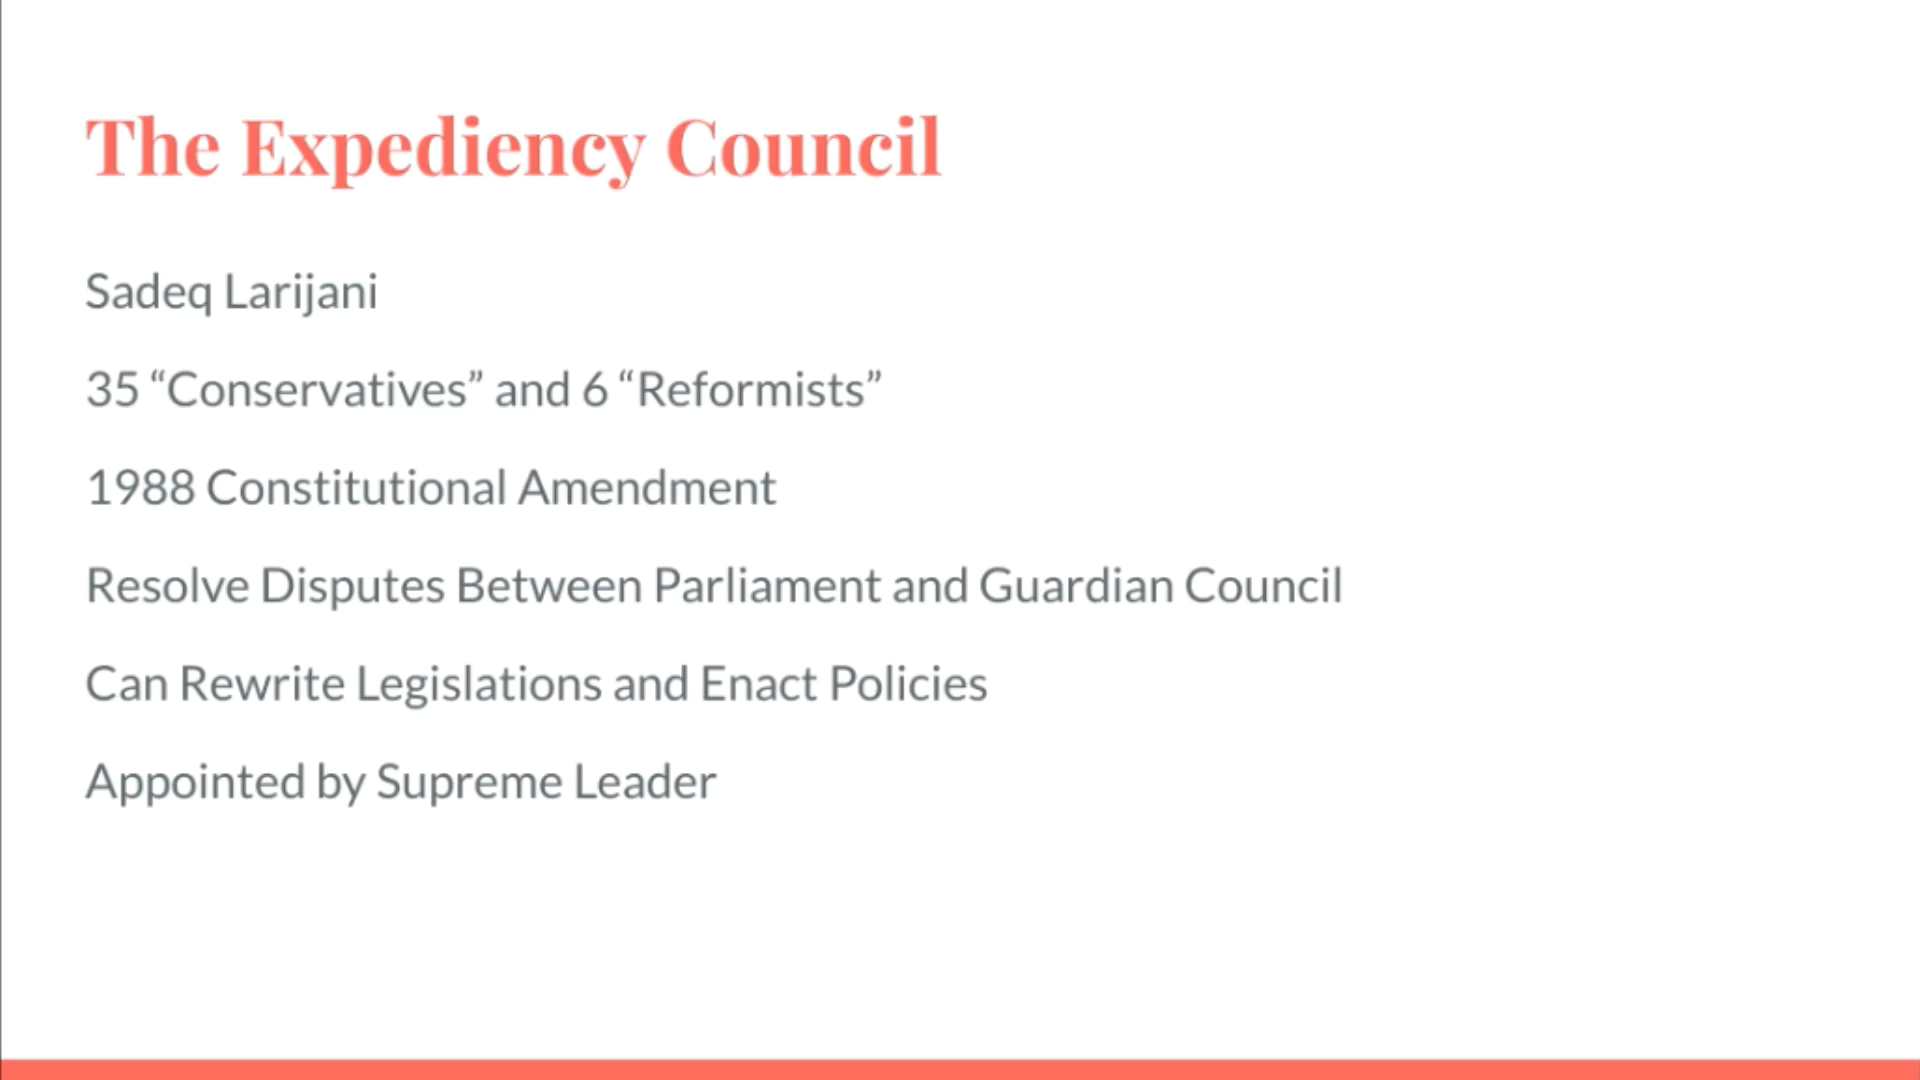 The Expediency Council
Sadeq Larijani
35 “Conservatives” and 6 “Reformists”
1988 Constitutional Amendment
Resolve Disputes Between Parliament and Guardian Council
Can Rewrite Legislations and Enact Policies
Appointed by Supreme Leader